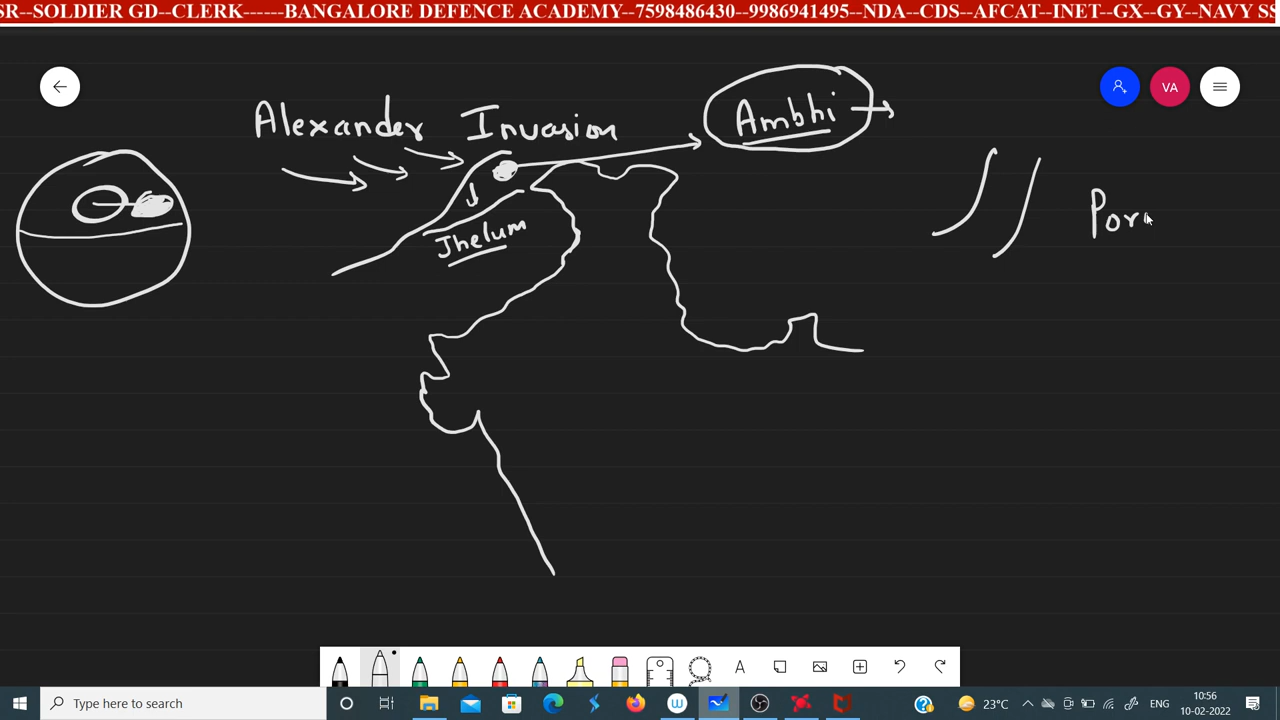 SR--SOLDIER GD--CLERK------BANGALORE DEFENCE ACADEMY--7598486430--9986941495--NDA--CDS--AFCAT--INET--GX--GY--NAVY SS
Alexander Invasion
Ambhi
VA
Jhelum
Por
A
Type here to search
23°C
ENG
10:56
10-02-2022